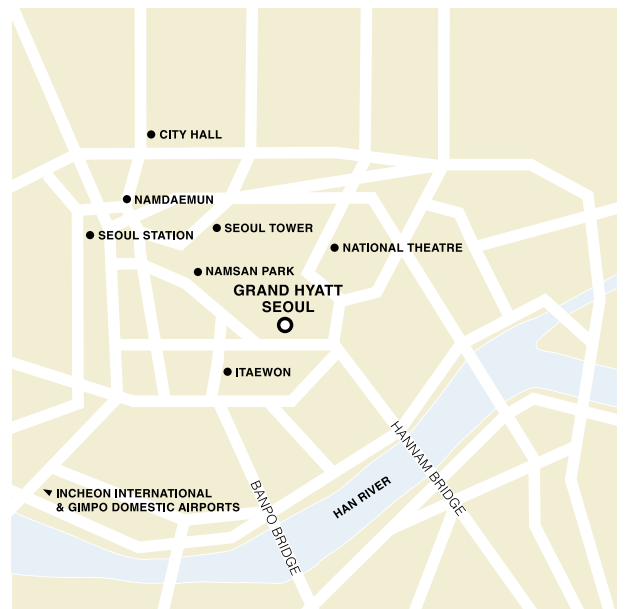 CITY HALL
NAMDAEMUN
SEOUL TOWER
SEOUL STATION
NATIONAL THEATRE
NAMSAN PARK
GRAND HYATT
SEOUL
ITAEWON
HANNAM BRIDGE
HAN RIVER
BANPO BRIDGE
INCHEON INTERNATIONAL
& GIMPO DOMESTIC AIRPORTS